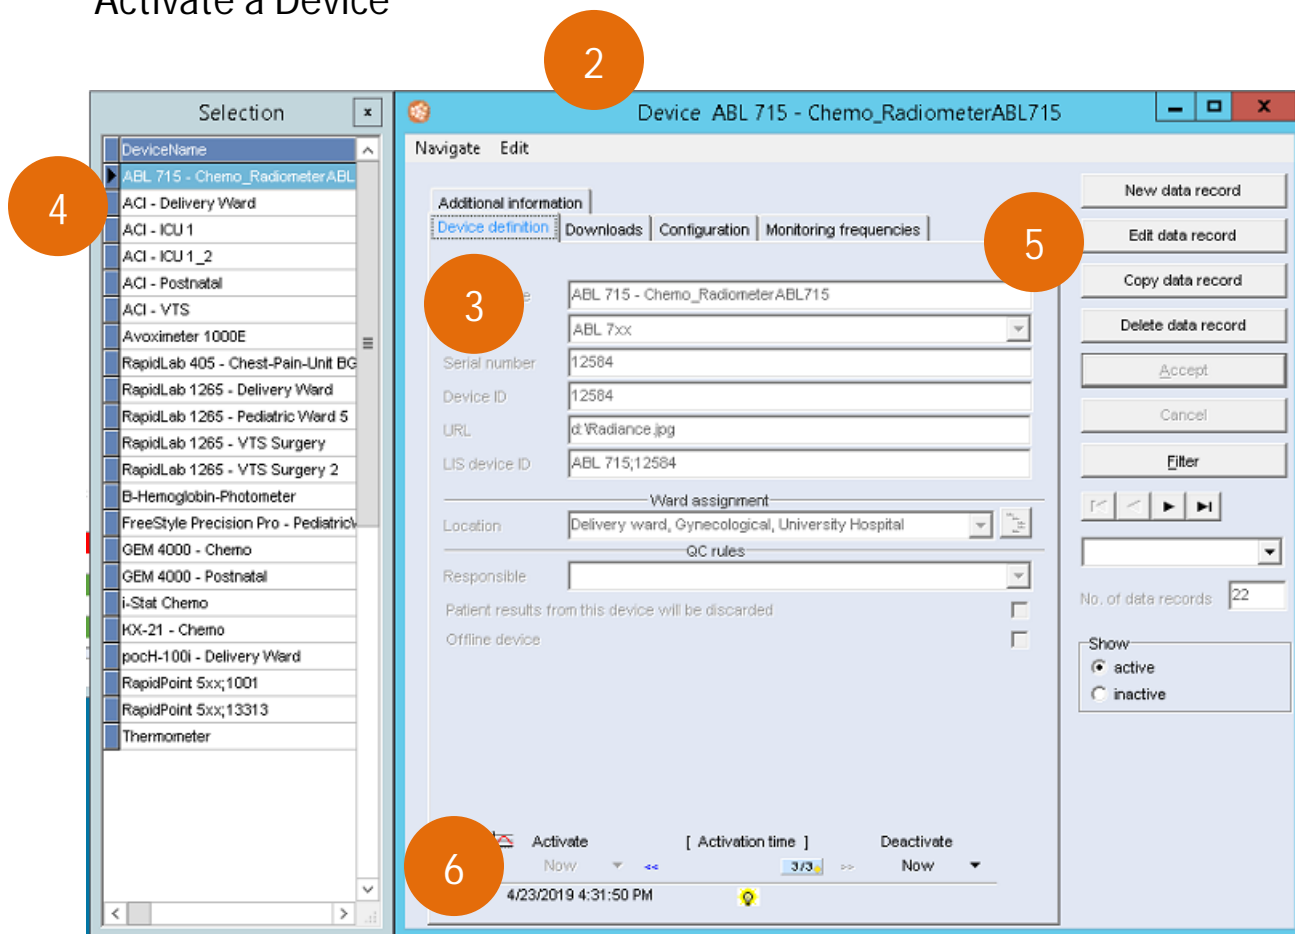 Activate a Device
2
Selection
x
Device ABL 715 - Chemo_RadiometerABL715
Navigate Edit
DeviceName
ABL 715 - Chemo_RadiometerABL
ACI - Delivery Ward
ACI - ICU 1
ACI - ICU 1_2
ACI - Postnatal
ACI - VTS
Avoximeter 1000E
RapidLab 405 - Chest-Pain-Unit BG
RapidLab 1265 - Delivery Ward
RapidLab 1265 - Pediatric Ward 5
RapidLab 1265 - VTS Surgery
RapidLab 1265 - VTS Surgery 2
B-Hemoglobin-Photometer
FreeStyle Precision Pro - Pediatric
GEM 4000 - Chemo
GEM 4000 - Postnatal
i-Stat Chemo
KX-21 - Chemo
pocH-100i - Delivery Ward
RapidPoint 5xx;1001
RapidPoint 5xx;13313
Thermometer
4
Additional information
Device definition Downloads Configuration Monitoring frequencies
3
ABL 715 - Chemo_RadiometerABL715
ABL 7xx
Serial number 12584
Device ID 12584
URL d:\Radiance.jpg
LIS device ID ABL 715;12584
Ward assignment
Location Delivery ward, Gynecological, University Hospital
QC rules
Responsible
Patient results from this device will be discarded
Offline device
6
Activate [ Activation time ] Deactivate
Now << 3/3 >> Now
4/23/2019 4:31:50 PM
5
New data record
Edit data record
Copy data record
Delete data record
Accept
Cancel
Filter
No. of data records 22
Show
active
inactive